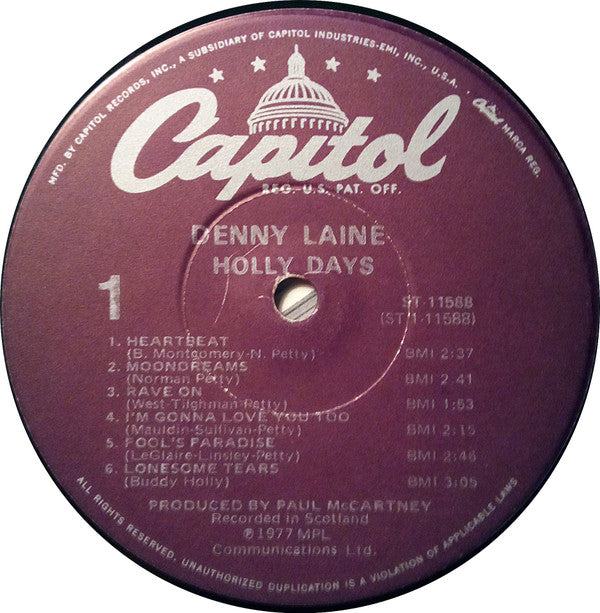 MFD. BY CAPITOL RECORDS, INC., A SUBSIDIARY OF CAPITOL INDUSTRIES-EMI, INC., U.S.A. · Capitol MARCA REG.
Capitol
REG. U.S. PAT. OFF.
DENNY LAINE
HOLLY DAYS
1
ST-11588
(ST-1-11588)
1. HEARTBEAT
(B. Montgomery-N. Petty) BMI 2:37
2. MOONDREAMS
(Norman Petty) BMI 2:41
3. RAVE ON
(West-Tilghman-Petty) BMI 1:53
4. I'M GONNA LOVE YOU TOO
(Mauldin-Sullivan-Petty) BMI 2:15
5. FOOL'S PARADISE
(LeGlaire-Linsley-Petty) BMI 2:46
6. LONESOME TEARS
(Buddy Holly) BMI 3:05
PRODUCED BY PAUL McCARTNEY
Recorded in Scotland
℗1977 MPL
Communications Ltd.
ALL RIGHTS RESERVED. UNAUTHORIZED DUPLICATION IS A VIOLATION OF APPLICABLE LAWS